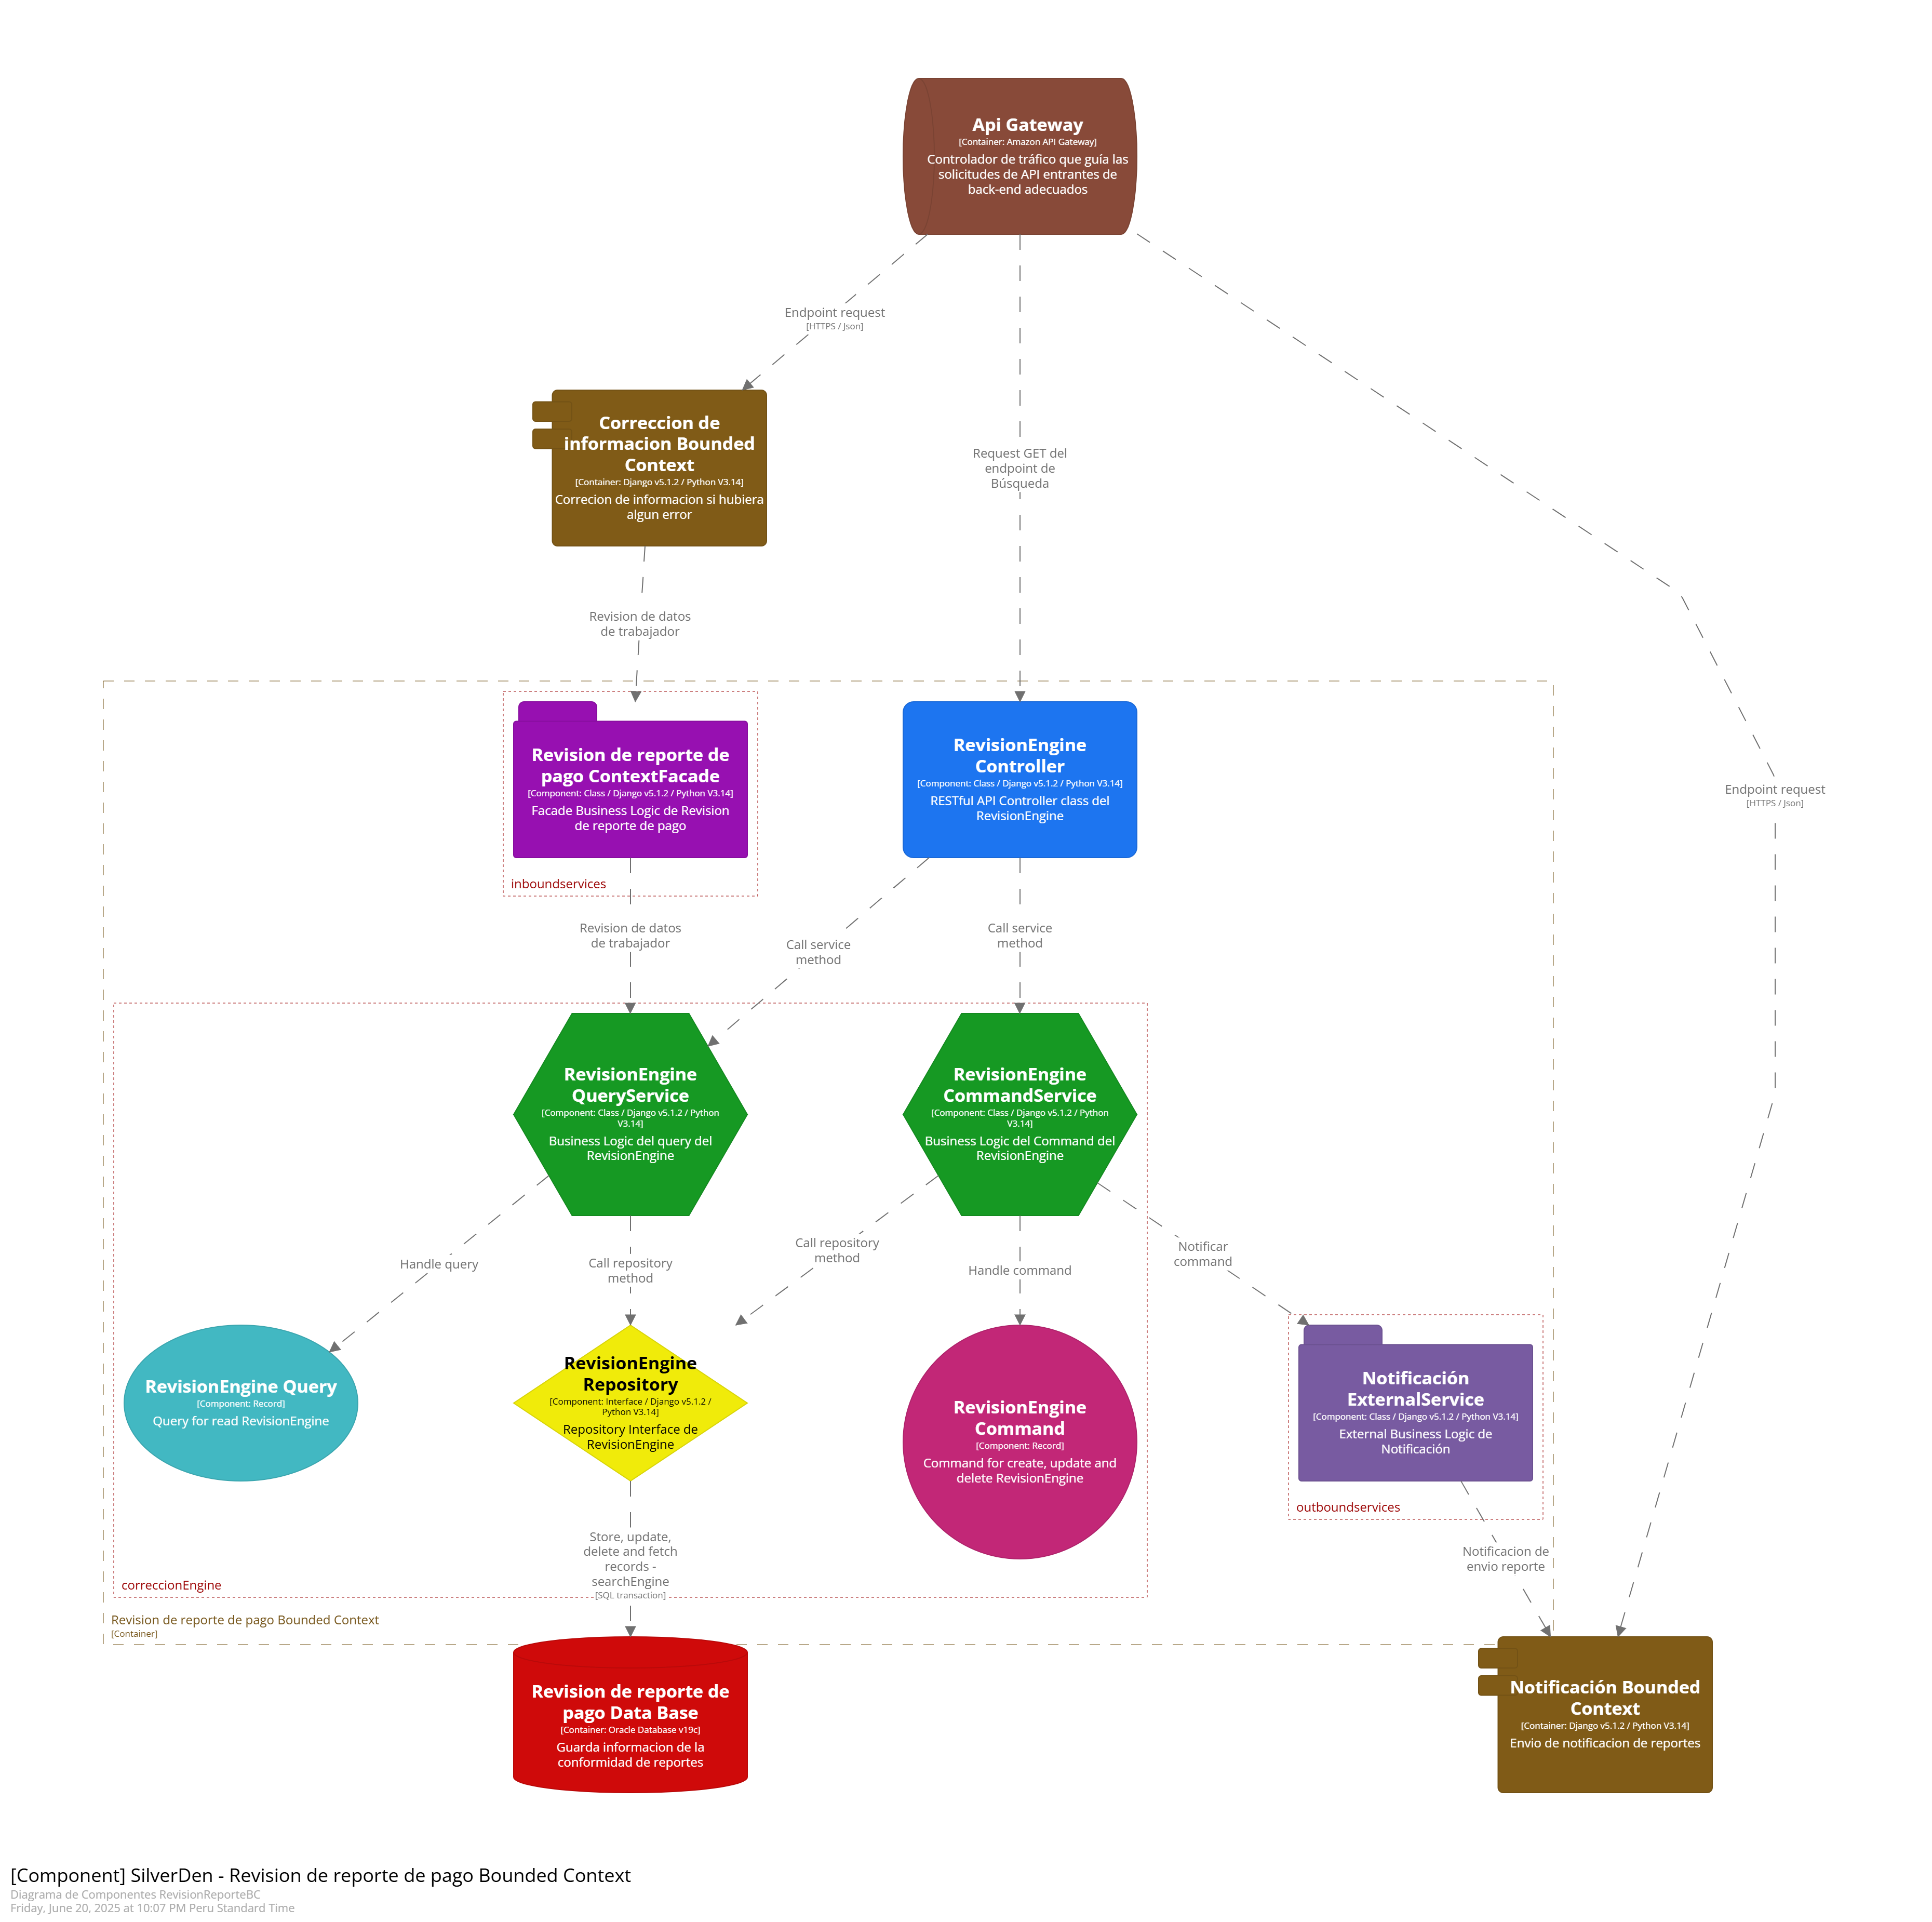 Api Gateway
[Container: Amazon API Gateway]
Controlador de tráfico que guía las
solicitudes de API entrantes de
back-end adecuados
Endpoint request
[HTTPS / Json]
Correccion de
informacion Bounded
Context
[Container: Django v5.1.2 / Python V3.14]
Correcion de informacion si hubiera
algun error
Request GET del
endpoint de
Búsqueda
Revision de datos
de trabajador
Endpoint request
[HTTPS / Json]
Revision de reporte de
pago ContextFacade
[Component: Class / Django v5.1.2 / Python V3.14]
Facade Business Logic de Revision
de reporte de pago
inboundservices
RevisionEngine
Controller
[Component: Class / Django v5.1.2 / Python V3.14]
RESTful API Controller class del
RevisionEngine
Revision de datos
de trabajador
Call service
method
Call service
method
RevisionEngine
QueryService
[Component: Class / Django v5.1.2 / Python
V3.14]
Business Logic del query del
RevisionEngine
RevisionEngine
CommandService
[Component: Class / Django v5.1.2 / Python
V3.14]
Business Logic del Command del
RevisionEngine
Handle query
Call repository
method
Call repository
method
Handle command
Notificar
command
RevisionEngine Query
[Component: Record]
Query for read RevisionEngine
RevisionEngine
Repository
[Component: Interface / Django v5.1.2 /
Python V3.14]
Repository Interface de
RevisionEngine
RevisionEngine
Command
[Component: Record]
Command for create, update and
delete RevisionEngine
Notificación
ExternalService
[Component: Class / Django v5.1.2 / Python V3.14]
External Business Logic de
Notificación
outboundservices
Store, update,
delete and fetch
records -
searchEngine
[SQL transaction]
Notificacion de
envio reporte
correccionEngine
Revision de reporte de pago Bounded Context
[Container]
Revision de reporte de
pago Data Base
[Container: Oracle Database v19c]
Guarda informacion de la
conformidad de reportes
Notificación Bounded
Context
[Container: Django v5.1.2 / Python V3.14]
Envio de notificacion de reportes
[Component] SilverDen - Revision de reporte de pago Bounded Context
Diagrama de Componentes RevisionReporteBC
Friday, June 20, 2025 at 10:07 PM Peru Standard Time